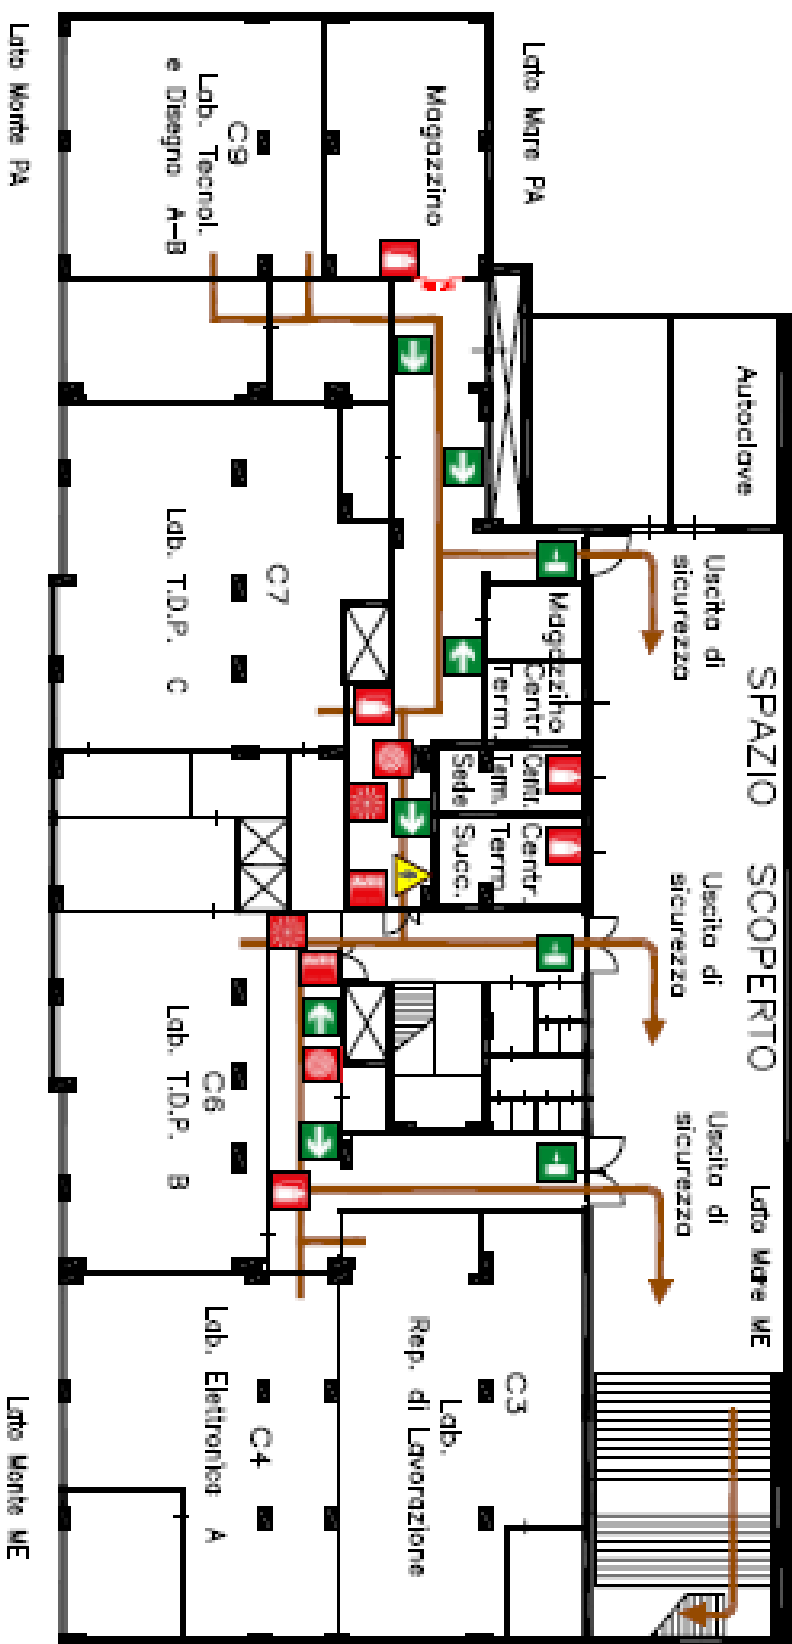 Lato Mare PA
Lato Monte PA
Magazzino
C9
Lab. Tecnol.
e Disegno A-B
Autoclave
Uscita di
sicurezza
C7
Lab. T.D.P. C
Magazzino
Centr.
Term.
Centr.
Term.
Sede
Centr.
Term.
Succ.
SPAZIO SCOPERTO
Uscita di
sicurezza
C6
Lab. T.D.P. B
Uscita di
sicurezza
Lato Mare ME
C3
Lab.
Rep. di Lavorazione
C4
Lab. Elettronica A
Lato Monte ME